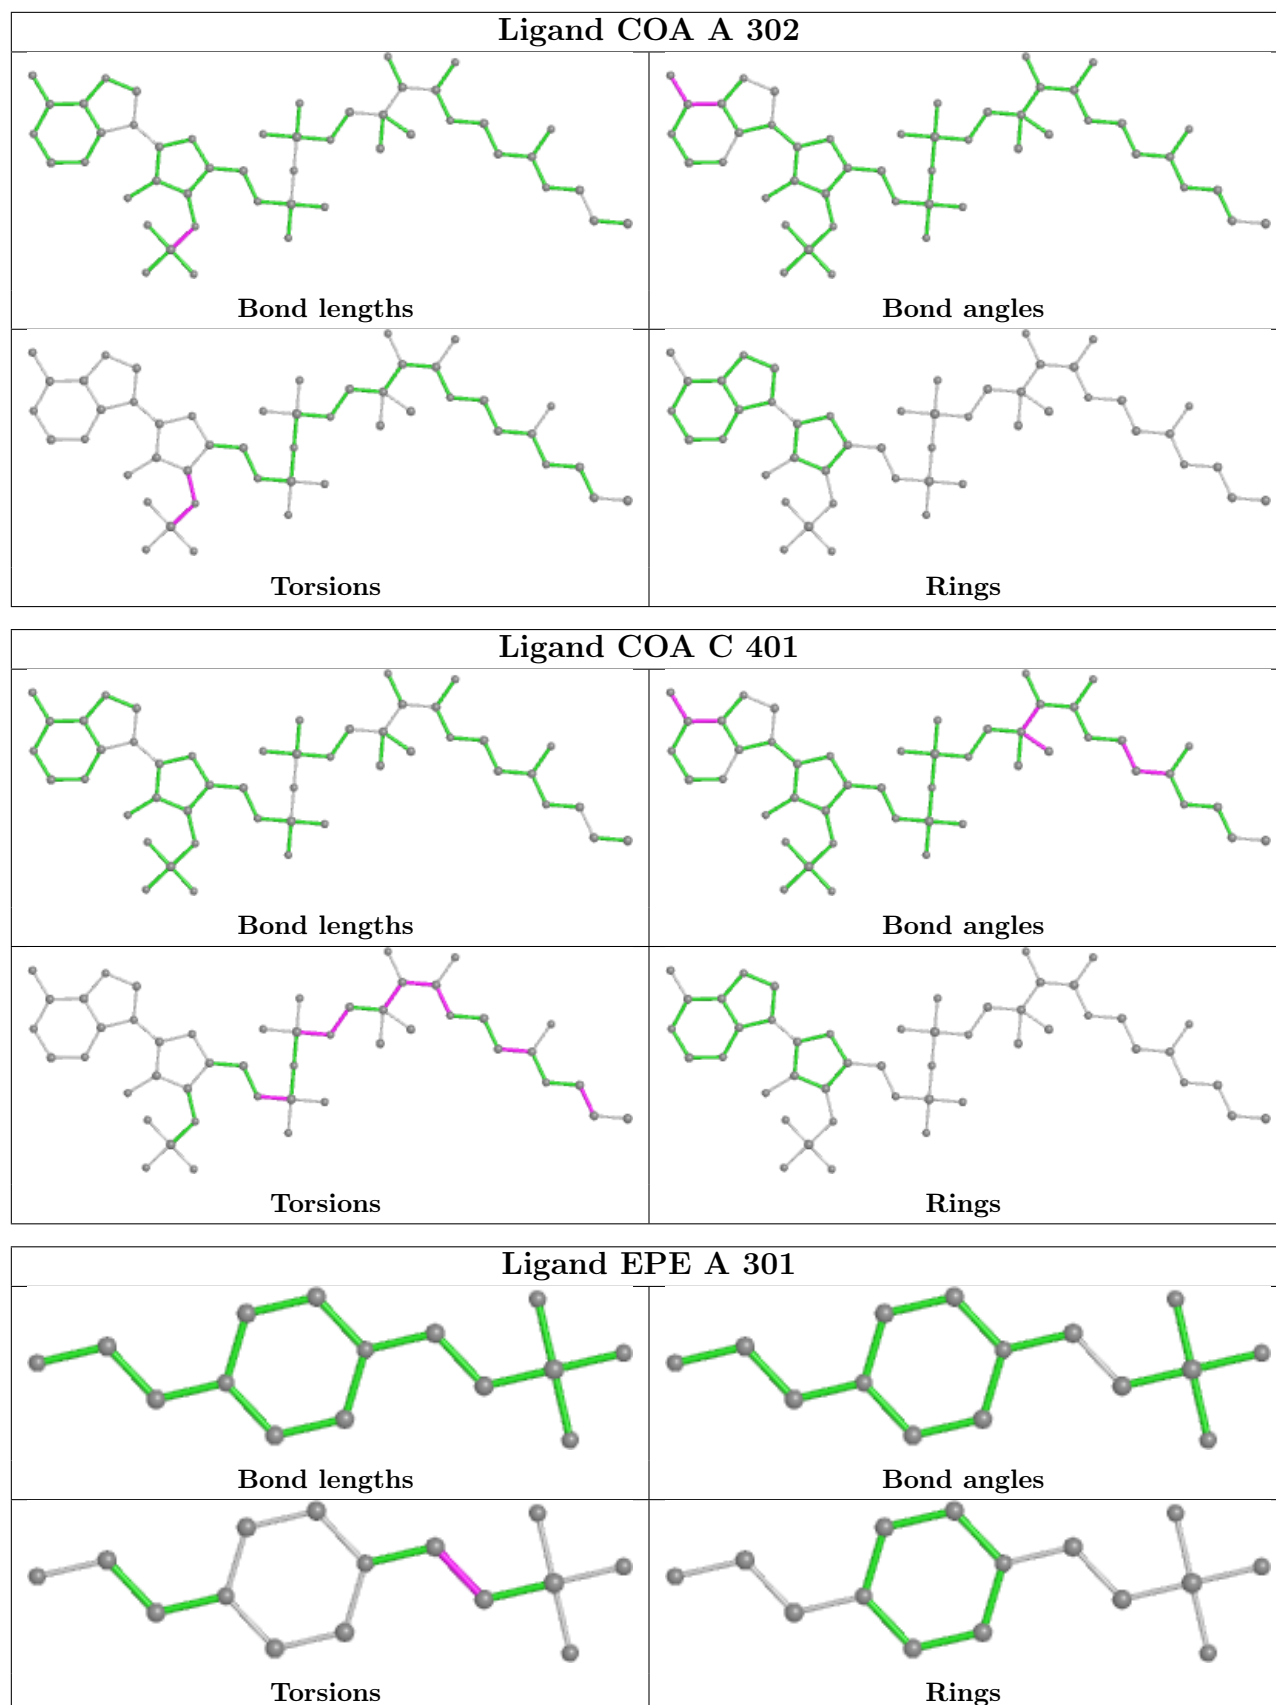 Ligand COA A 302
Bond lengths
Bond angles
Torsions
Rings
Ligand COA C 401
Bond lengths
Bond angles
Torsions
Rings
Ligand EPE A 301
Bond lengths
Bond angles
Torsions
Rings